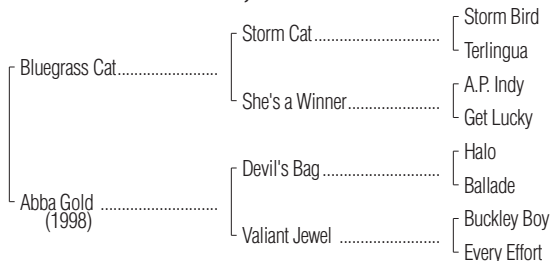 Storm Bird
Storm Cat
Terlingua
Bluegrass Cat
A.P. Indy
She's a Winner
Get Lucky
Halo
Devil's Bag
Ballade
Abba Gold
(1998)
Buckley Boy
Valiant Jewel
Every Effort